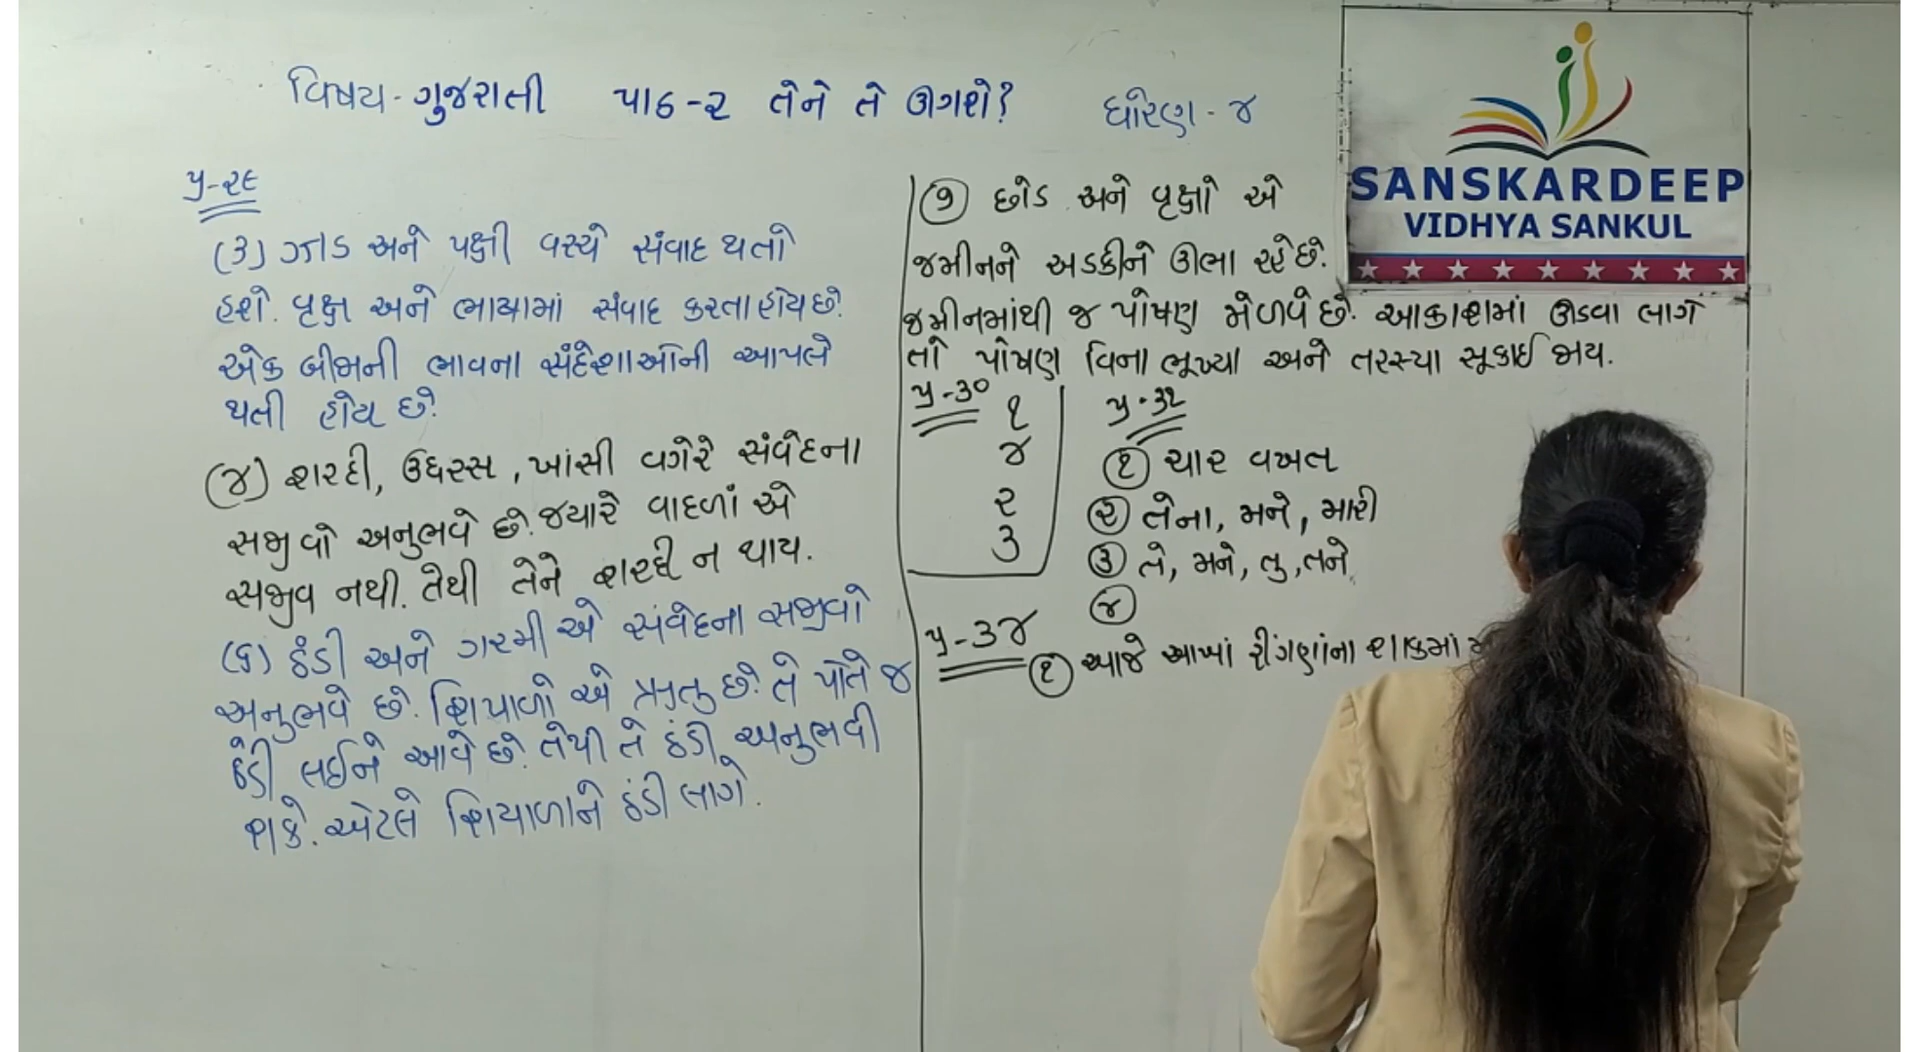 વિષય - ગુજરાતી પાઠ-૨ તેને તે ઊગશે? ધોરણ - ૪
પૃ-૨૯
(૩) ઝાડ અને પક્ષી વચ્ચે સંવાદ થતો
હશે. વૃક્ષ અને ભાષામાં સંવાદ કરતા હોય છે.
એક બીજાની ભાવના સંદેશાઓની આપલે
થતી હોય છે.
(૪) શરદી, ઉધરસ, ખાંસી વગેરે સંવેદના
સજીવો અનુભવે છે. જયારે વાદળાં એ
સજીવ નથી. તેથી તેને શરદી ન થાય.
(૬) ઠંડી અને ગરમી એ સંવેદના સજીવો
અનુભવે છે. શિયાળો એ ઋતુ છે. તે પોતે જ
ઠંડી લઈને આવે છે. તેથી તે ઠંડી અનુભવી
શકે. એટલે શિયાળાને ઠંડી લાગે.
૭ છોડ અને વૃક્ષો એ
જમીનને અડકીને ઊભા રહે છે.
જમીનમાંથી જ પોષણ મેળવે છે. આકાશમાં ઊડવા લાગે
તો પોષણ વિના ભૂખ્યા અને તરસ્યા સૂકાઈ જાય.
પૃ-૩૦
૧
૪
૨
૩
પૃ-૩૨
૧ ચાર વખત
૨ તેના, મને, મારી
૩ તે, મને, તુ, તને
૪
પૃ-૩૪
૧ આજે આખાં રીંગણાંના શાકમાં
SANSKARDEEP
VIDHYA SANKUL